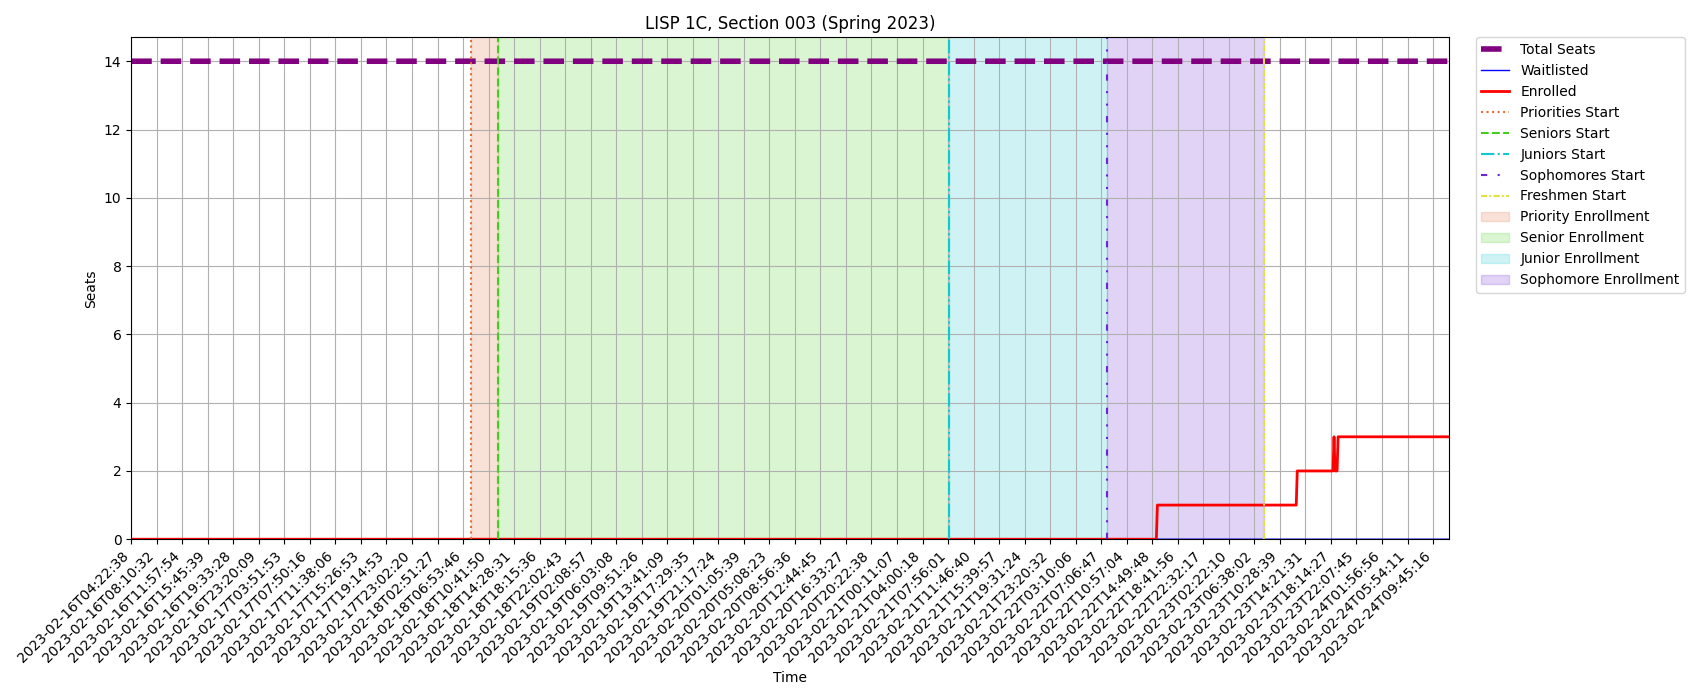 LISP 1C, Section 003 (Spring 2023)
Total Seats
Waitlisted
Enrolled
Priorities Start
Seniors Start
Juniors Start
Sophomores Start
Freshmen Start
Priority Enrollment
Senior Enrollment
Junior Enrollment
Sophomore Enrollment
Seats
14
12
10
8
6
4
2
0
2023-02-16T04:22:38
2023-02-16T08:10:32
2023-02-16T11:57:54
2023-02-16T15:45:39
2023-02-16T19:33:28
2023-02-16T23:20:09
2023-02-17T03:51:53
2023-02-17T07:50:16
2023-02-17T11:38:06
2023-02-17T15:26:53
2023-02-17T19:14:53
2023-02-17T23:02:20
2023-02-18T02:51:27
2023-02-18T06:53:46
2023-02-18T10:41:50
2023-02-18T14:28:31
2023-02-18T18:15:36
2023-02-18T22:02:43
2023-02-19T02:08:57
2023-02-19T06:03:08
2023-02-19T09:51:26
2023-02-19T13:41:09
2023-02-19T17:29:35
2023-02-19T21:17:24
2023-02-20T01:05:39
2023-02-20T05:08:23
2023-02-20T08:56:36
2023-02-20T12:44:45
2023-02-20T16:33:27
2023-02-20T20:22:38
2023-02-21T00:11:07
2023-02-21T04:00:18
2023-02-21T07:56:01
2023-02-21T11:46:40
2023-02-21T15:39:57
2023-02-21T19:31:24
2023-02-21T23:20:32
2023-02-22T03:10:06
2023-02-22T07:06:47
2023-02-22T10:57:04
2023-02-22T14:49:48
2023-02-22T18:41:56
2023-02-22T22:32:17
2023-02-23T02:22:10
2023-02-23T06:38:02
2023-02-23T10:28:39
2023-02-23T14:21:31
2023-02-23T18:14:27
2023-02-23T22:07:45
2023-02-24T01:56:56
2023-02-24T05:54:11
2023-02-24T09:45:16
Time